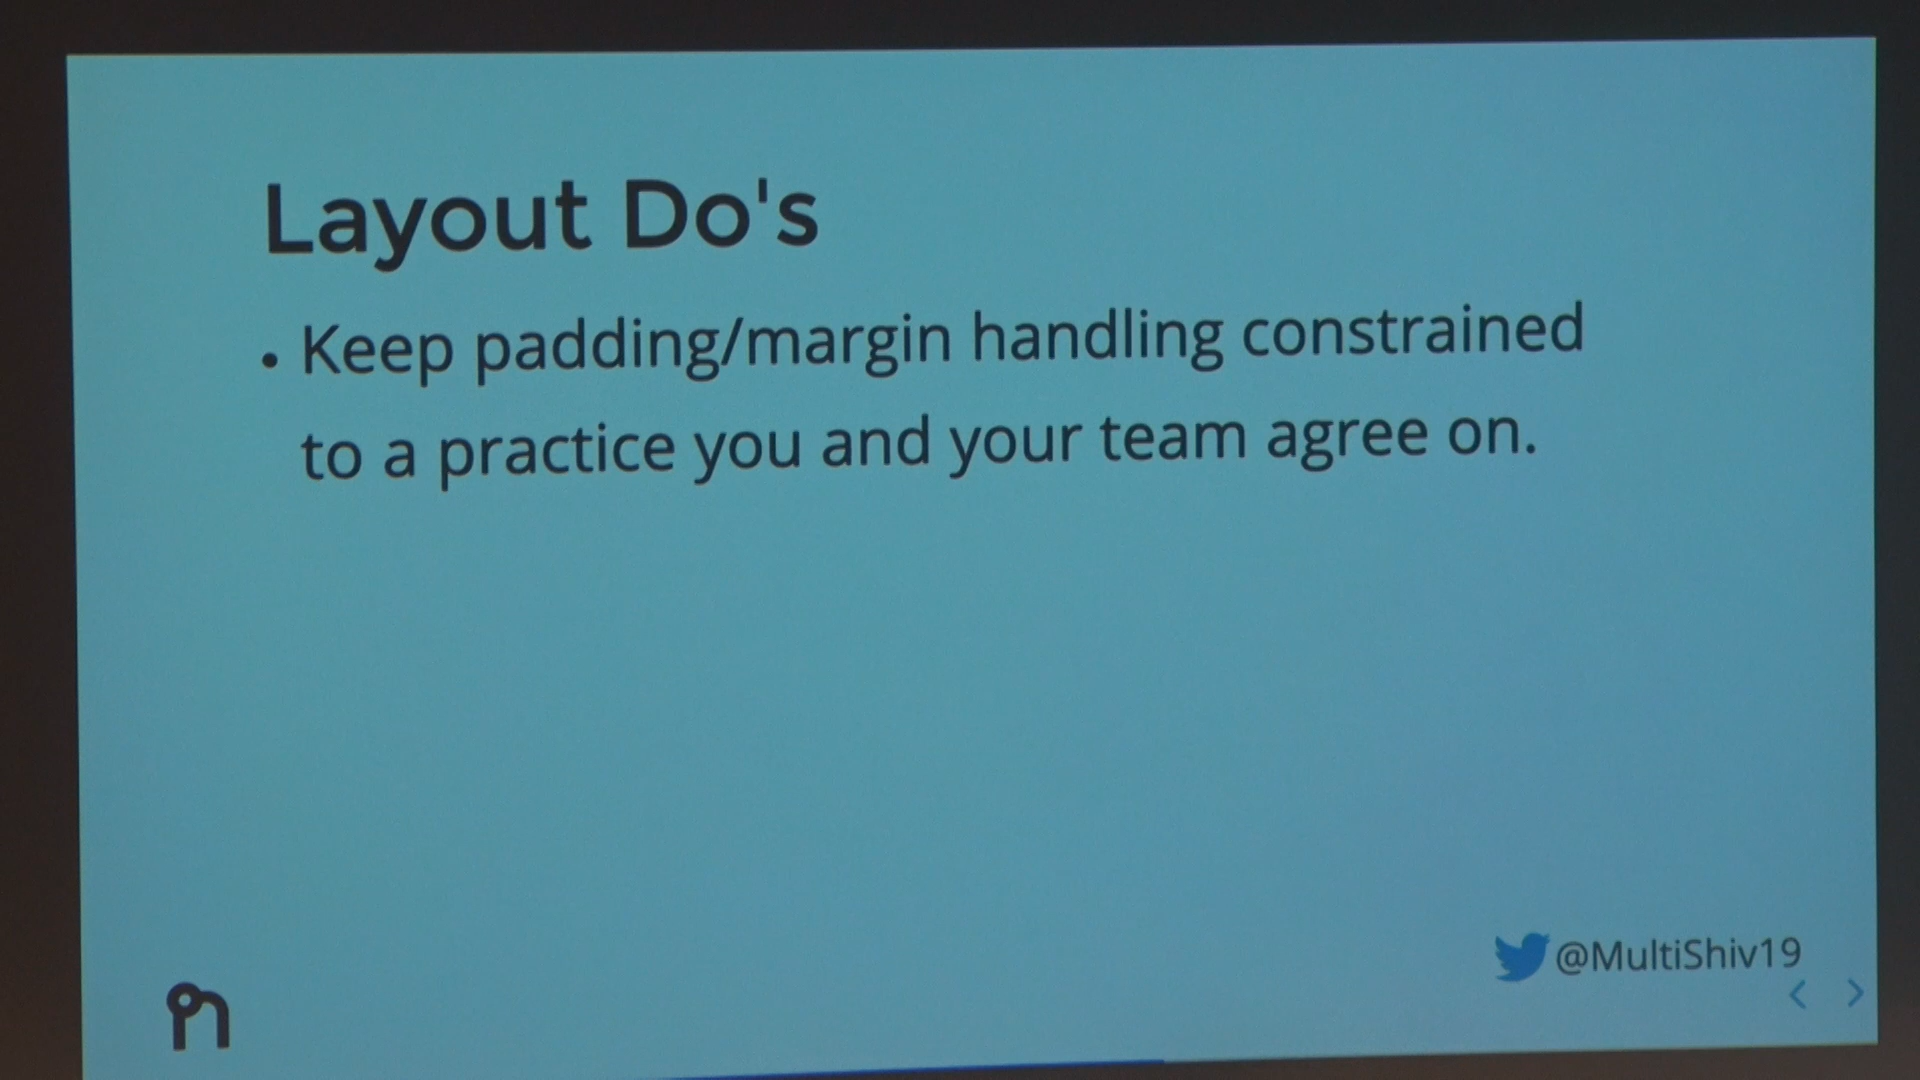 Layout Do's
• Keep padding/margin handling constrained
to a practice you and your team agree on.
@MultiShiv19